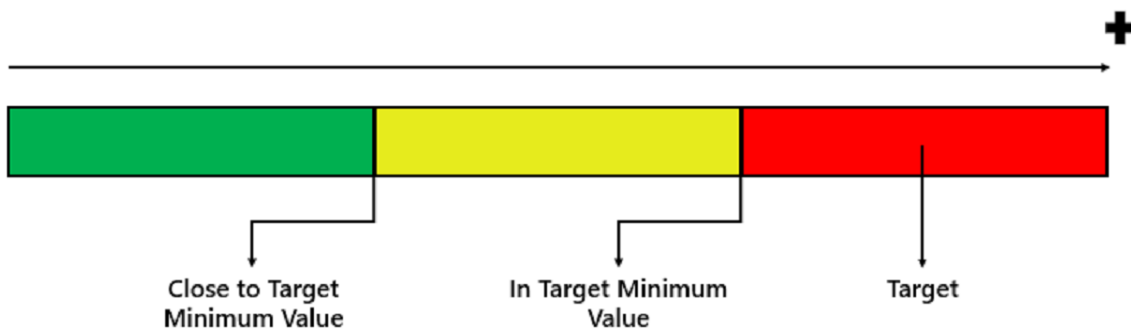 Close to Target
Minimum Value
In Target Minimum
Value
Target